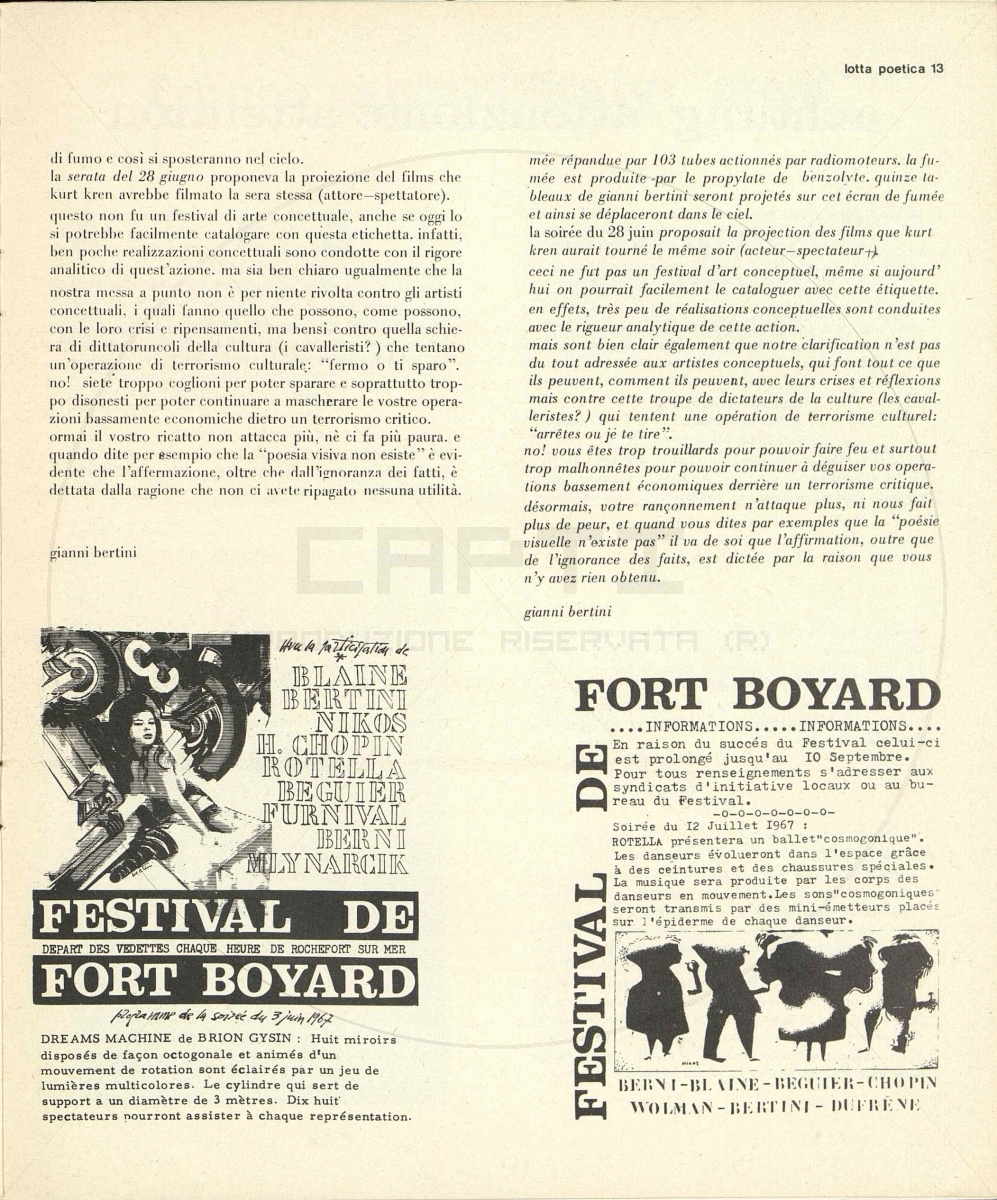 lotta poetica 13
di fumo e così si sposteranno nel cielo.
la serata del 28 giugno proponeva la proiezione del films che
kurt kren avrebbe filmato la sera stessa (attore—spettatore).
questo non fu un festival di arte concettuale, anche se oggi lo
si potrebbe facilmente catalogare con questa etichetta. infatti,
ben poche realizzazioni concettuali sono condotte con il rigore
analitico di quest'azione. ma sia ben chiaro ugualmente che la
nostra messa a punto non è per niente rivolta contro gli artisti
concettuali, i quali fanno quello che possono, come possono,
con le loro crisi e ripensamenti, ma bensì contro quella schie-
ra di dittatoruncoli della cultura (i cavalleristi?) che tentano
un'operazione di terrorismo culturale: “fermo o ti sparo”.
no! siete troppo coglioni per poter sparare e soprattutto trop-
po disonesti per poter continuare a mascherare le vostre opera-
zioni bassamente economiche dietro un terrorismo critico.
ormai il vostro ricatto non attacca più, nè ci fa più paura. e
quando dite per esempio che la “poesia visiva non esiste” è evi-
dente che l'affermazione, oltre che dall'ignoranza dei fatti, è
dettata dalla ragione che non ci avete ripagato nessuna utilità.
gianni bertini
mée répandue par 103 tubes actionnés par radiomoteurs. la fu-
mée est produite par le propylate de benzolyte. quinze ta-
bleaux de gianni bertini seront projetés sur cet écran de fumée
et ainsi se déplaceront dans le ciel.
la soirée du 28 juin proposait la projection des films que kurt
kren aurait tourné le même soir (acteur—spectateur+).
ceci ne fut pas un festival d'art conceptuel, même si aujourd'
hui on pourrait facilement le cataloguer avec cette étiquette.
en effets, très peu de réalisations conceptuelles sont conduites
avec le rigueur analytique de cette action.
mais sont bien clair également que notre clarification n'est pas
du tout adressée aux artistes conceptuels, qui font tout ce que
ils peuvent, comment ils peuvent, avec leurs crises et réflexions
mais contre cette troupe de dictateurs de la culture (les caval-
leristes?) qui tentent une opération de terrorisme culturel:
“arrêtes ou je te tire”.
no! vous êtes trop trouillards pour pouvoir faire feu et surtout
trop malhonnêtes pour pouvoir continuer à déguiser vos opera-
tions bassement économiques derrière un terrorisme critique.
désormais, votre rançonnement n'attaque plus, ni nous fait
plus de peur, et quand vous dites par exemples que la “poésie
visuelle n'existe pas” il va de soi que l'affirmation, outre que
de l'ignorance des faits, est dictée par la raison que vous
n'y avez rien obtenu.
gianni bertini
RISERVATA (R)
la participation de
BLAINE
BERTINI
NIKOS
H. CHOPIN
ROTELLA
BEGUIER
FURNIVAL
BERNI
MLYNARCIK
FESTIVAL DE
DEPART DES VEDETTES CHAQUE HEURE DE ROCHEFORT SUR MER
FORT BOYARD
programme de la soirée du 3 juin 1967
DREAMS MACHINE de BRION GYSIN : Huit miroirs
disposés de façon octogonale et animés d'un
mouvement de rotation sont éclairés par un jeu de
lumières multicolores. Le cylindre qui sert de
support a un diamètre de 3 mètres. Dix huit
spectateurs pourront assister à chaque représentation.
FORT BOYARD
FESTIVAL DE
....INFORMATIONS.....INFORMATIONS....
En raison du succés du Festival celui-ci
est prolongé jusqu'au IO Septembre.
Pour tous renseignements s'adresser aux
syndicats d'initiative locaux ou au bu-
reau du Festival.
-o-o-o-o-o-o-o-
Soirée du I2 Juillet I967 :
ROTELLA présentera un ballet"cosmogonique".
Les danseurs évolueront dans l'espace grâce
à des ceintures et des chaussures spéciales.
La musique sera produite par les corps des
danseurs en mouvement.Les sons"cosmogoniques"
seront transmis par des mini-émetteurs placés
sur l'épiderme de chaque danseur.
NIKOS
BERNI-BLAINE-BEGUIER-CHOPIN
WOLMAN-BERTINI-DUFRÊNE